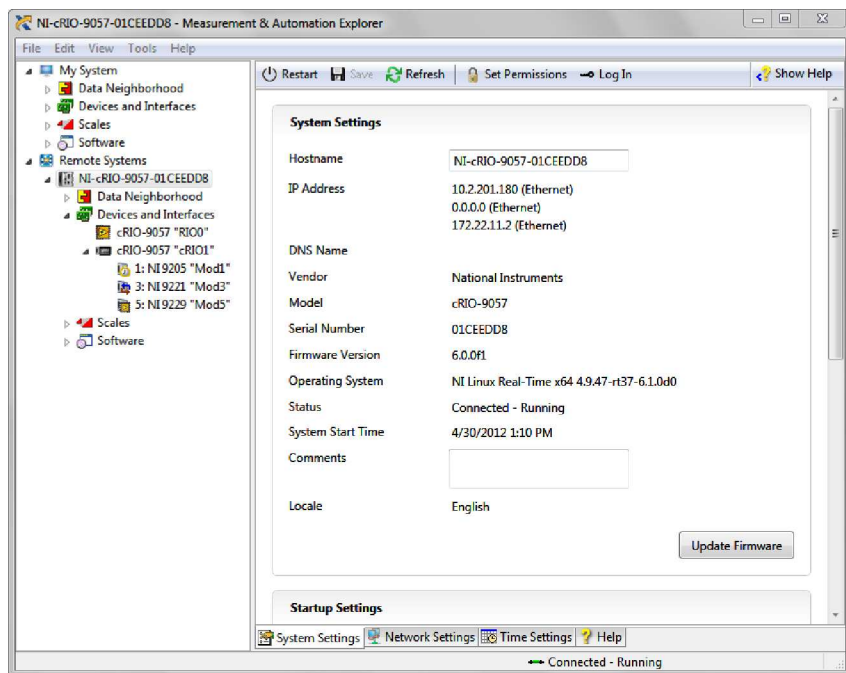 NI-cRIO-9057-01CEEDD8 - Measurement & Automation Explorer
File Edit View Tools Help
My System
Data Neighborhood
Devices and Interfaces
Scales
Software
Remote Systems
NI-cRIO-9057-01CEEDD8
Data Neighborhood
Devices and Interfaces
cRIO-9057 "RIO0"
cRIO-9057 "cRIO1"
1: NI 9205 "Mod1"
3: NI 9221 "Mod3"
5: NI 9229 "Mod5"
Scales
Software
Restart Save Refresh Set Permissions Log In Show Help
System Settings
Hostname NI-cRIO-9057-01CEEDD8
IP Address 10.2.201.180 (Ethernet)
0.0.0.0 (Ethernet)
172.22.11.2 (Ethernet)
DNS Name
Vendor National Instruments
Model cRIO-9057
Serial Number 01CEEDD8
Firmware Version 6.0.0f1
Operating System NI Linux Real-Time x64 4.9.47-rt37-6.1.0d0
Status Connected - Running
System Start Time 4/30/2012 1:10 PM
Comments
Locale English
Update Firmware
Startup Settings
System Settings Network Settings Time Settings Help
Connected - Running